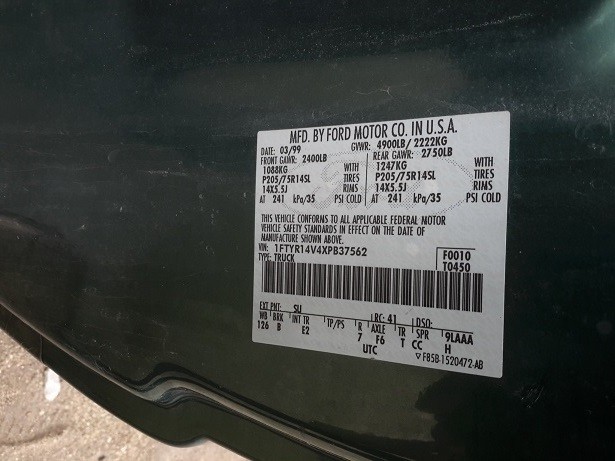 MFD. BY FORD MOTOR CO. IN U.S.A.
DATE: 03/99 GVWR: 4900LB/ 2222KG
FRONT GAWR: 2400LB REAR GAWR: 2750LB
1088KG WITH 1247KG WITH
P205/75R14SL TIRES P205/75R14SL TIRES
14X5.5J RIMS 14X5.5J RIMS
AT 241 kPa/35 PSI COLD AT 241 kPa/35 PSI COLD
THIS VEHICLE CONFORMS TO ALL APPLICABLE FEDERAL MOTOR
VEHICLE SAFETY STANDARDS IN EFFECT ON THE DATE OF
MANUFACTURE SHOWN ABOVE.
VIN: 1FTYR14V4XPB37562 F0010
TYPE: TRUCK T0450
EXT PNT: SU RC: 41 DSO:
WB BRK INT TR TP/PS R AXLE TR SPR 9LAAA
126 B E2 7 F6 T CC H
UTC ▽F85B-1520472-AB